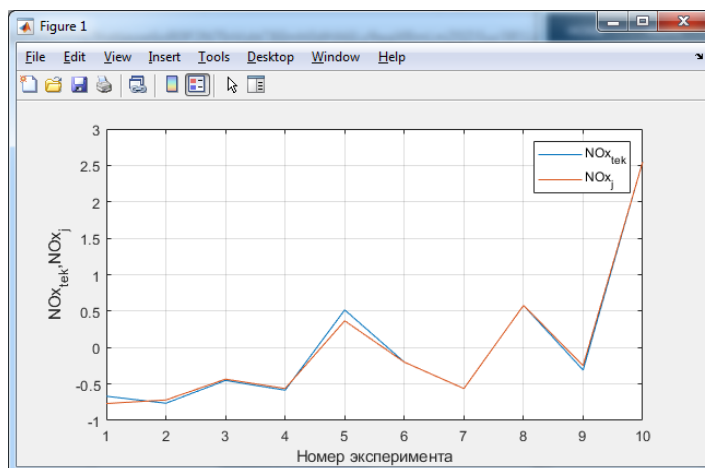 Figure 1
File Edit View Insert Tools Desktop Window Help
3
2.5
2
1.5
1
0.5
0
-0.5
-1
NOx_tek,NOx_j
NOx_tek
NOx_j
1 2 3 4 5 6 7 8 9 10
Номер эксперимента